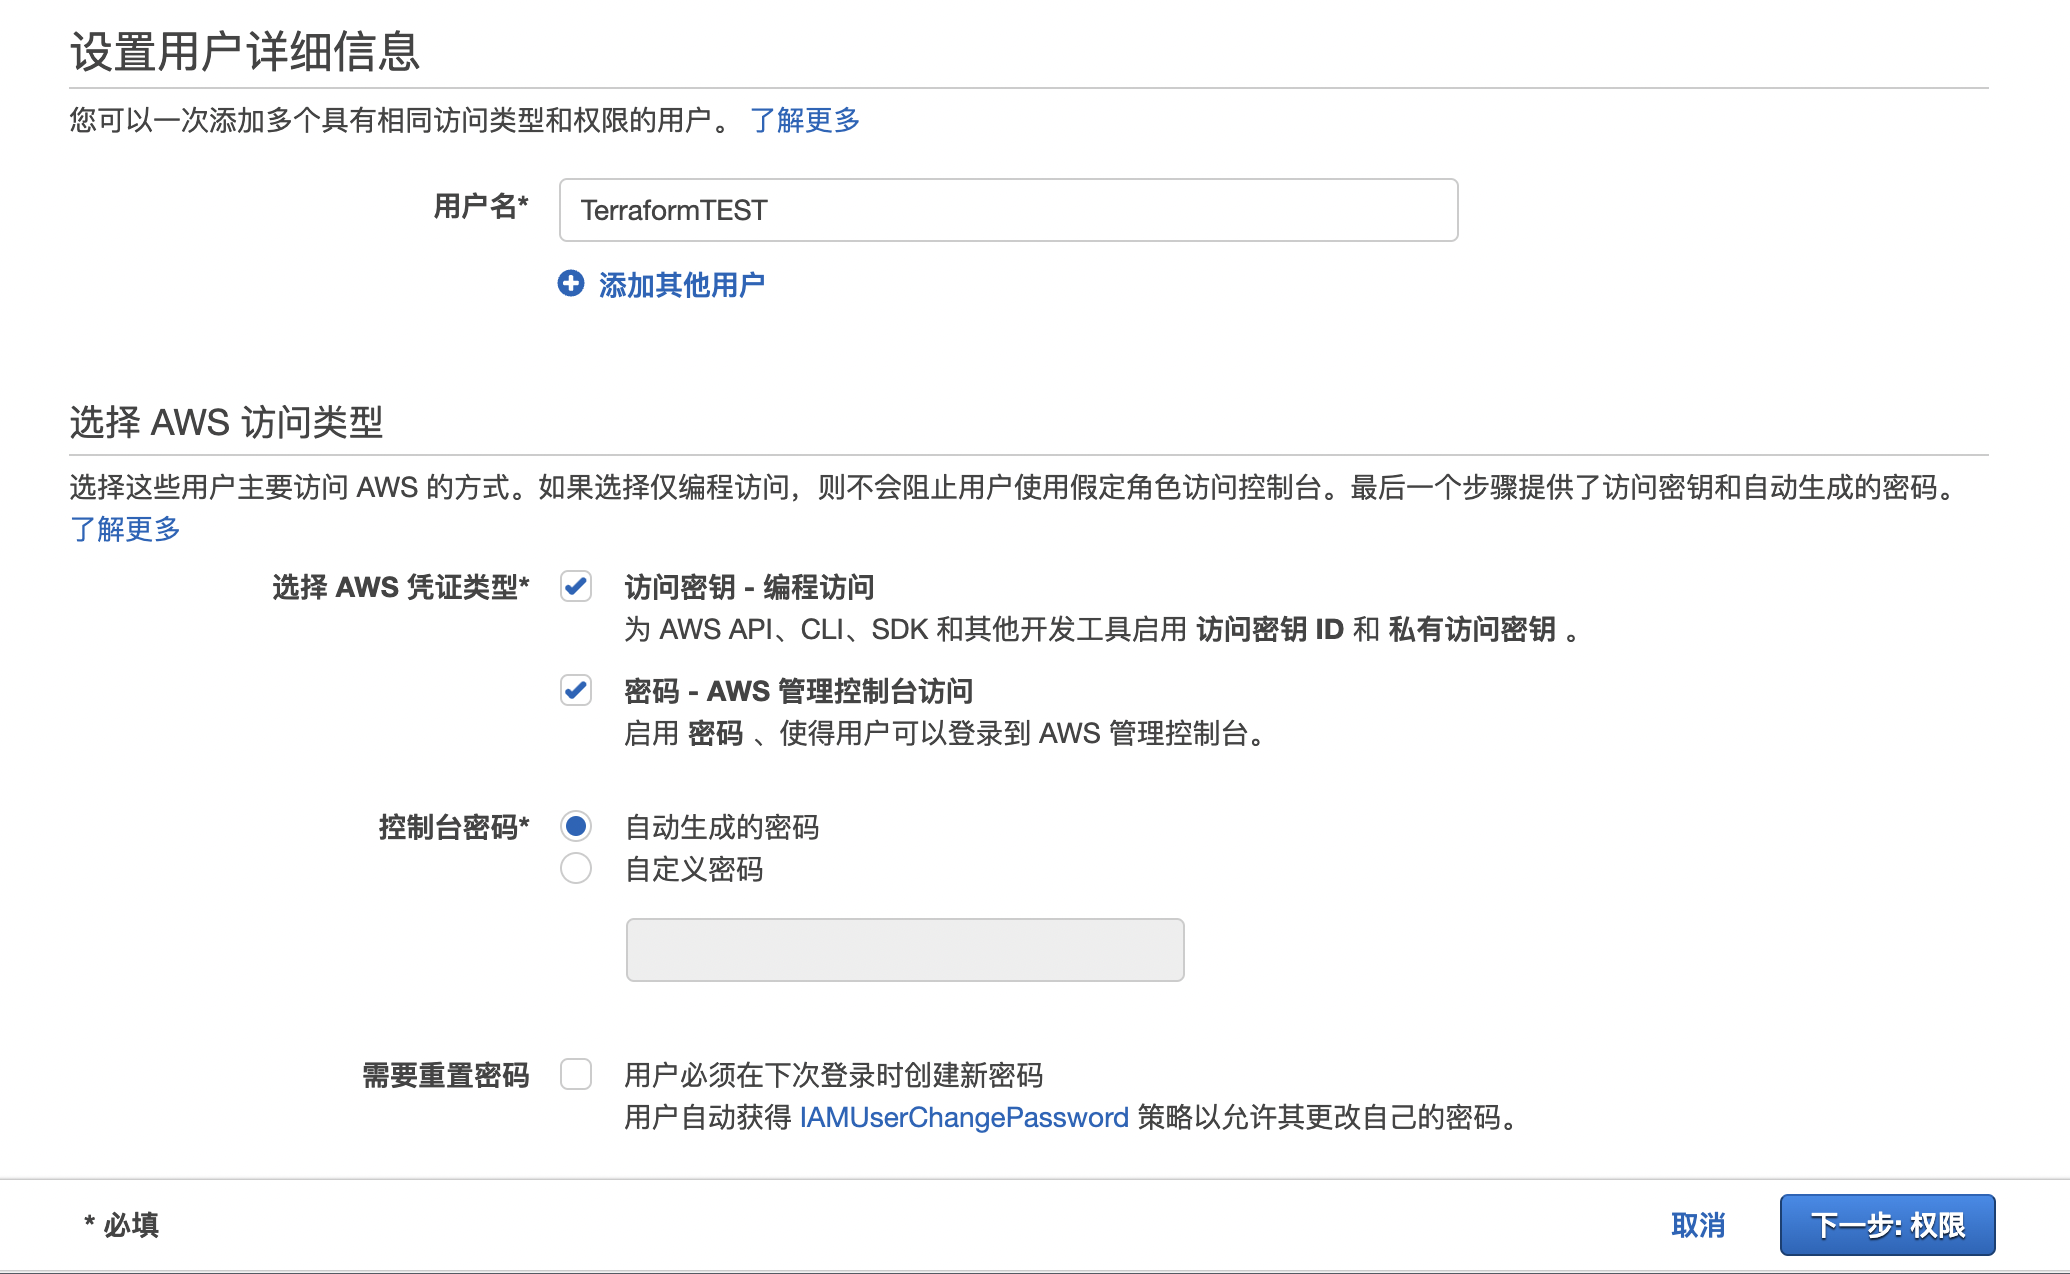 设置用户详细信息
您可以一次添加多个具有相同访问类型和权限的用户。 了解更多
用户名* TerraformTEST
添加其他用户
选择 AWS 访问类型
选择这些用户主要访问 AWS 的方式。如果选择仅编程访问，则不会阻止用户使用假定角色访问控制台。最后一个步骤提供了访问密钥和自动生成的密码。
了解更多
选择 AWS 凭证类型* 访问密钥 - 编程访问
为 AWS API、CLI、SDK 和其他开发工具启用 访问密钥 ID 和 私有访问密钥 。
密码 - AWS 管理控制台访问
启用 密码 、使得用户可以登录到 AWS 管理控制台。
控制台密码* 自动生成的密码
自定义密码
需要重置密码 用户必须在下次登录时创建新密码
用户自动获得 IAMUserChangePassword 策略以允许其更改自己的密码。
* 必填 取消 下一步: 权限